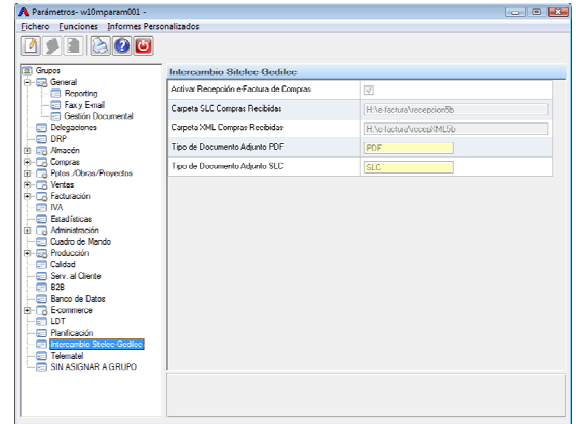 Parámetros- w10mparam001 -
Fichero Funciones Informes Personalizados
Grupos
General
Reporting
Fax y E-mail
Gestión Documental
Delegaciones
DRP
Almacén
Compras
Pptos./Obras/Proyectos
Ventas
Facturación
IVA
Estadísticas
Administración
Cuadro de Mando
Producción
Calidad
Serv. al Cliente
B2B
Banco de Datos
E-commerce
LDT
Planificación
Intercambio Sitelec-Gedilec
Telematel
SIN ASIGNAR A GRUPO
Intercambio Sitelec-Gedilec
Activar Recepción e-Factura de Compras
Carpeta SLC Compras Recibidas
H:\e-factura\recepcion5b
Carpeta XML Compras Recibidas
H:\e-factura\recepXML5b
Tipo de Documento Adjunto PDF
PDF
Tipo de Documento Adjunto SLC
SLC